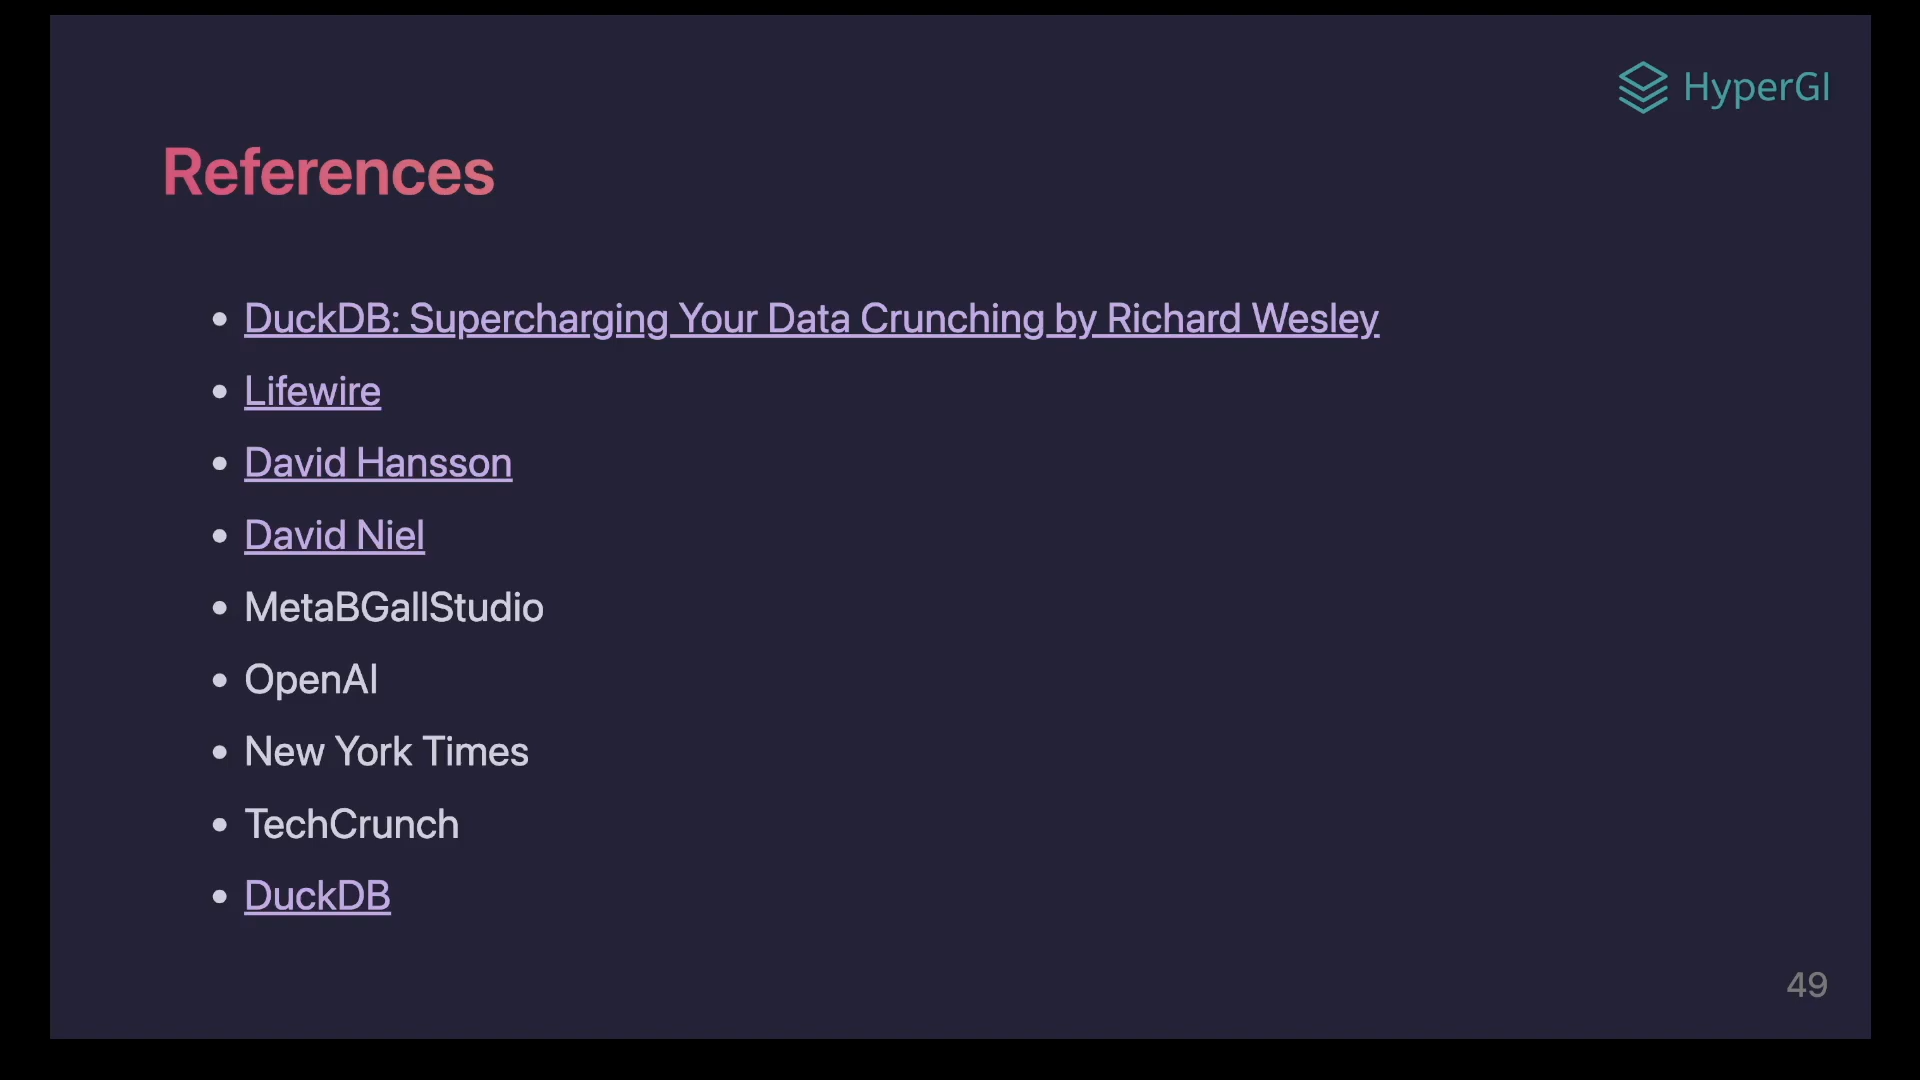 HyperGI
References
• DuckDB: Supercharging Your Data Crunching by Richard Wesley
• Lifewire
• David Hansson
• David Niel
• MetaBGallStudio
• OpenAI
• New York Times
• TechCrunch
• DuckDB
49